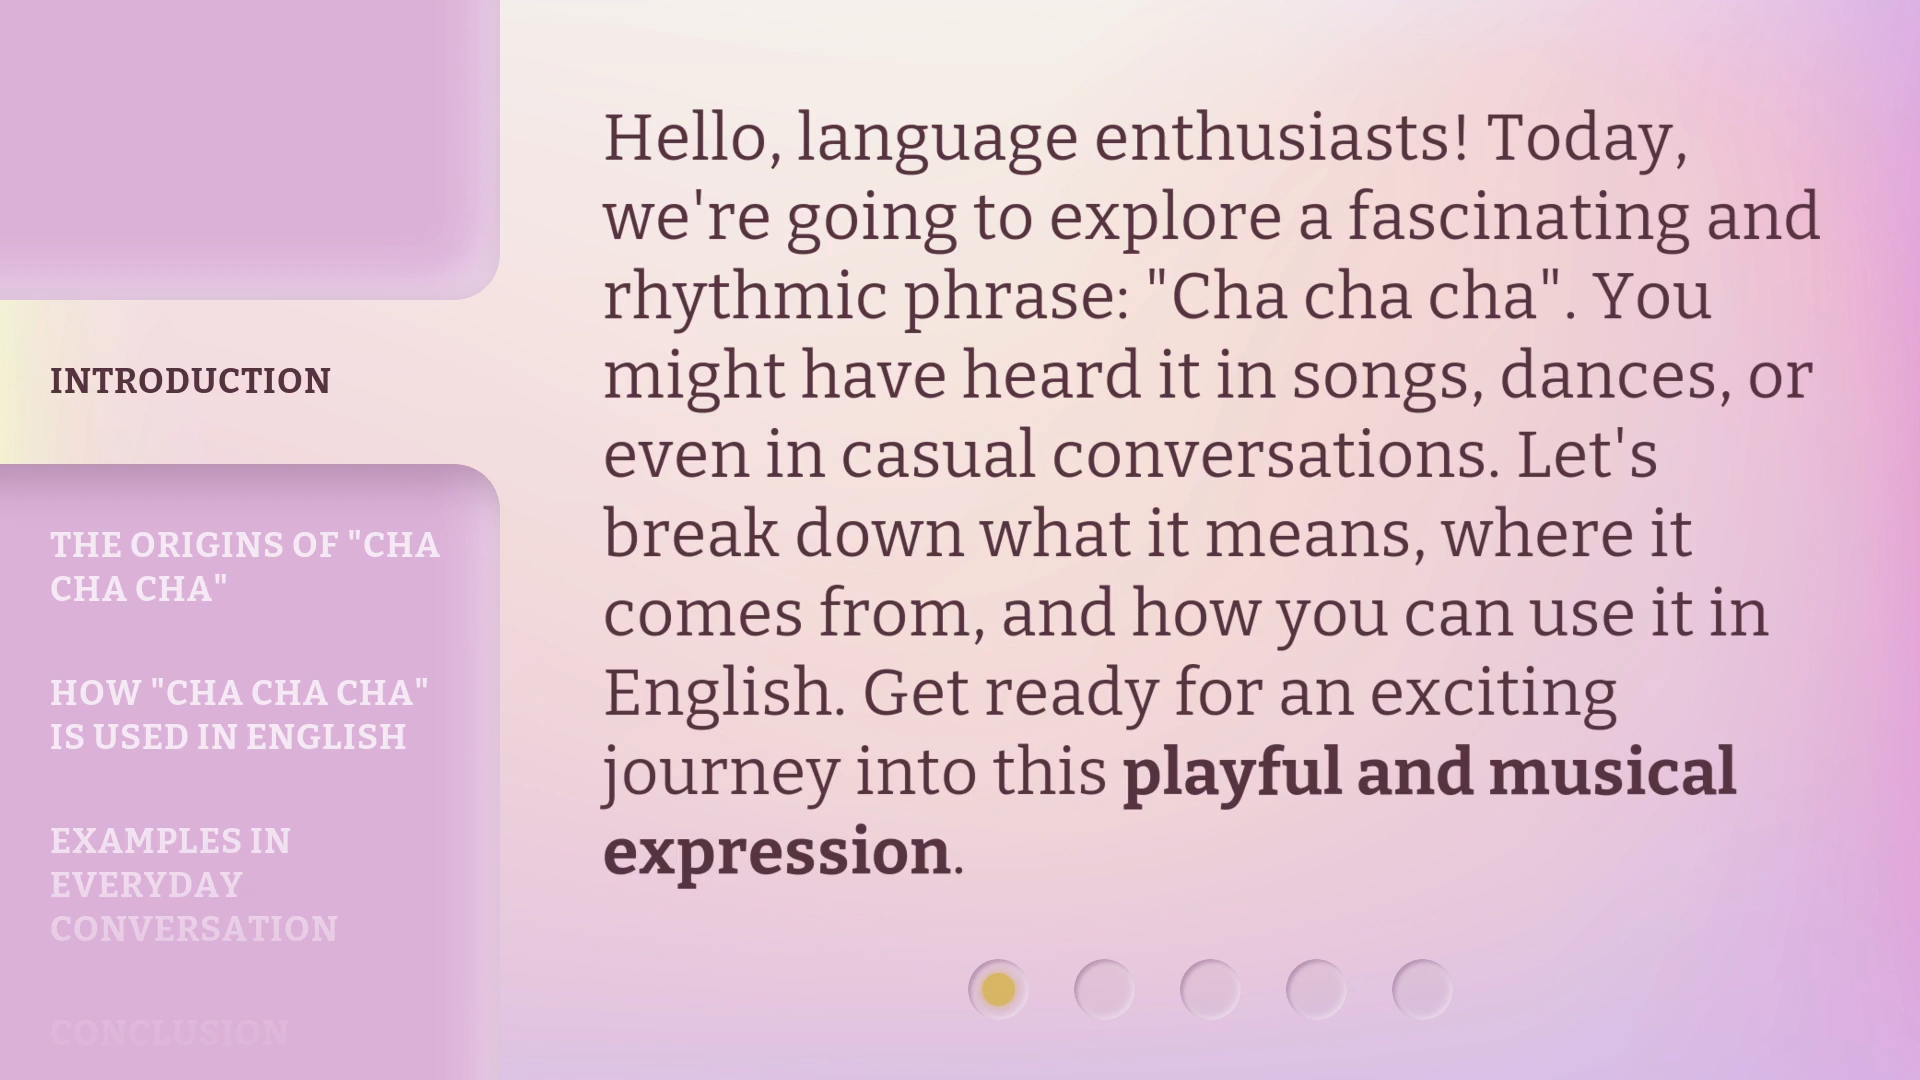 INTRODUCTION
THE ORIGINS OF "CHA
CHA CHA"
HOW "CHA CHA CHA"
IS USED IN ENGLISH
EXAMPLES IN
EVERYDAY
CONVERSATION
CONCLUSION
Hello, language enthusiasts! Today,
we're going to explore a fascinating and
rhythmic phrase: "Cha cha cha". You
might have heard it in songs, dances, or
even in casual conversations. Let's
break down what it means, where it
comes from, and how you can use it in
English. Get ready for an exciting
journey into this playful and musical
expression.